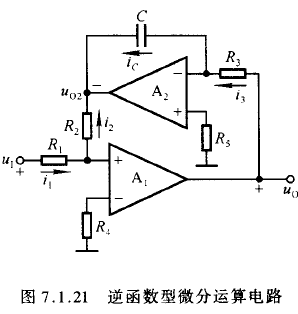 C
i_C
R_3
−
−
A_2
i_3
u_O2
+
R_2
i_2
R_5
R_1
u_I
+
i_1
+
A_1
−
+
u_O
R_4
图 7.1.21 逆函数型微分运算电路